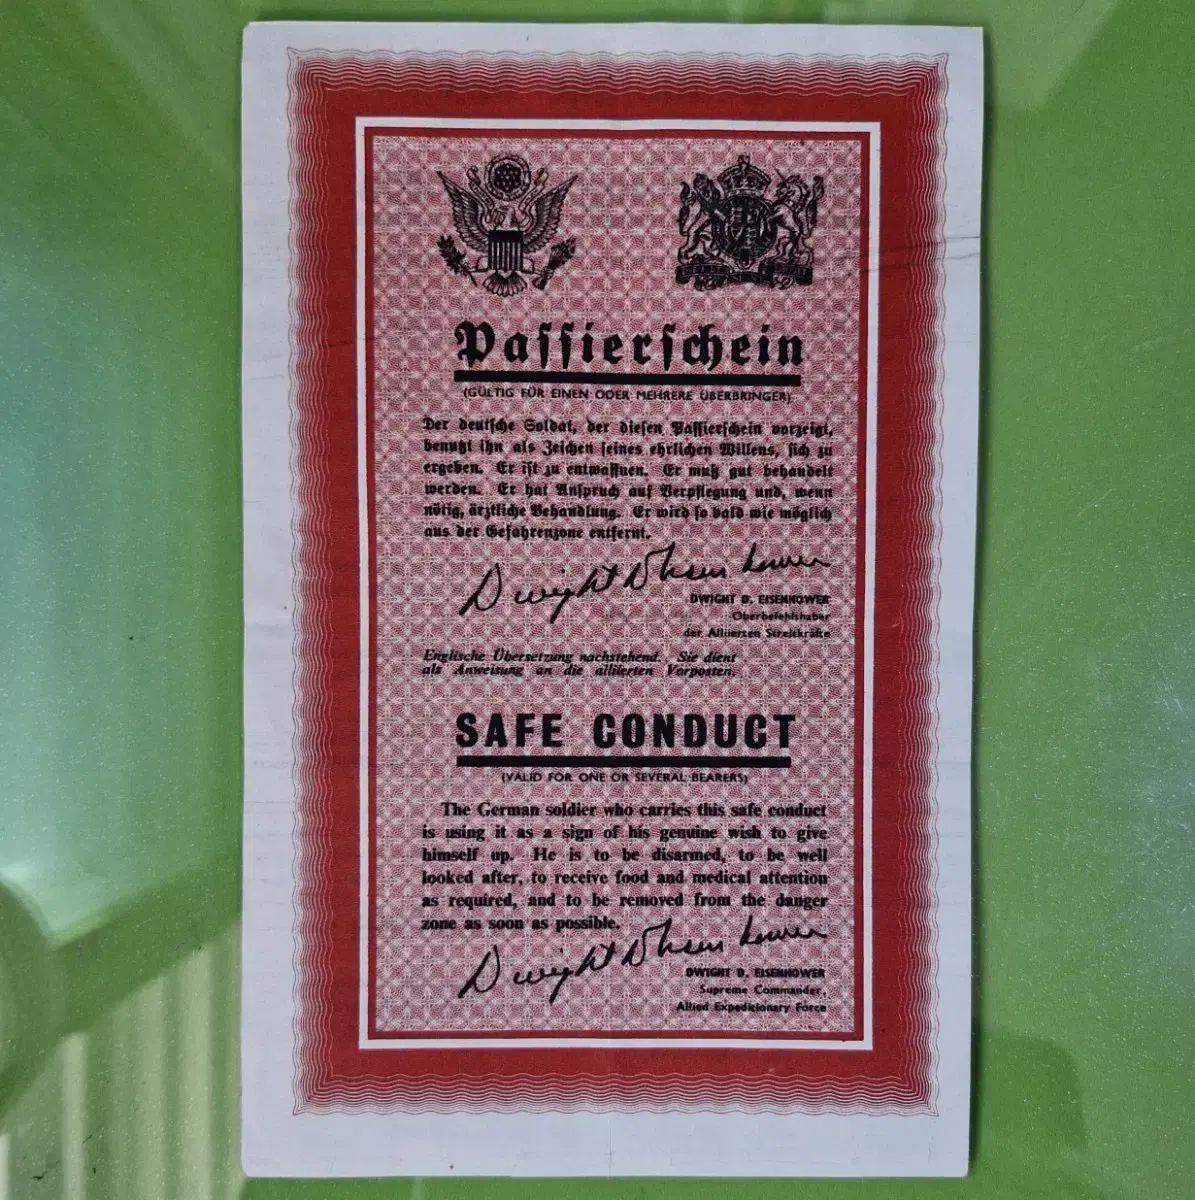 Passierschein
(GÜLTIG FÜR EINEN ODER MEHRERE ÜBERBRINGER)
Der deutsche Soldat, der diesen Passierschein vorzeigt,
benutzt ihn als Zeichen seines ehrlichen Willens, sich zu
ergeben. Er ist zu entwaffnen. Er muß gut behandelt
werden. Er hat Anspruch auf Verpflegung und, wenn
nötig, ärztliche Behandlung. Er wird so bald wie möglich
aus der Gefahrenzone entfernt.
Dwight D Eisenhower
DWIGHT D. EISENHOWER
Oberbefehlshaber
der Alliierten Streitkräfte
Englische Übersetzung nachstehend. Sie dient
als Anweisung an die alliierten Vorposten.
SAFE CONDUCT
(VALID FOR ONE OR SEVERAL BEARERS)
The German soldier who carries this safe conduct
is using it as a sign of his genuine wish to give
himself up. He is to be disarmed, to be well
looked after, to receive food and medical attention
as required, and to be removed from the danger
zone as soon as possible.
Dwight D Eisenhower
DWIGHT D. EISENHOWER
Supreme Commander,
Allied Expeditionary Force